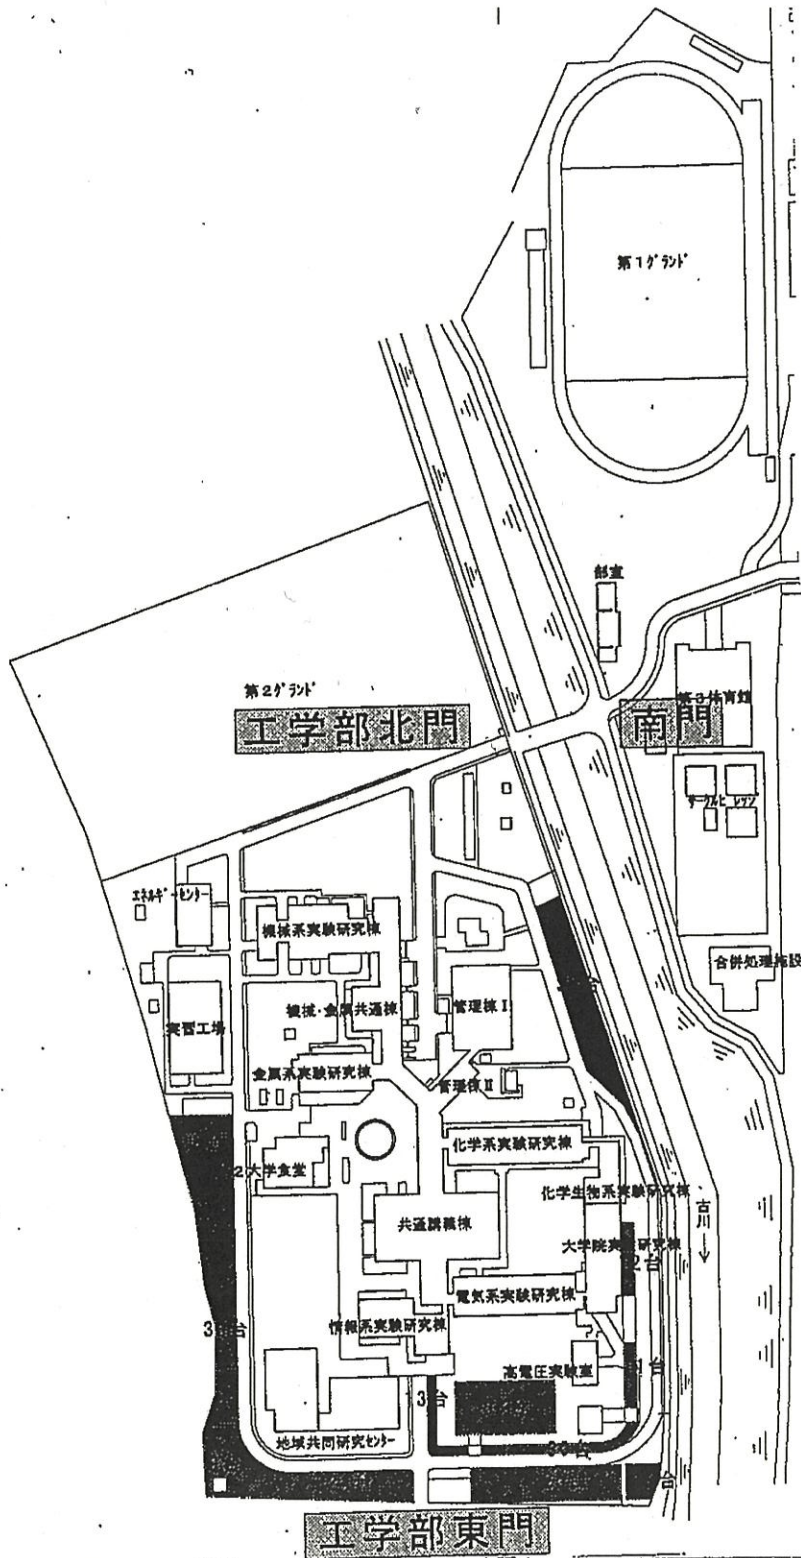 第1グランド
部室
第2グランド
工学部北門
南門
第3体育館
サークルビレッジ
エネルギーセンター
機械系実験研究棟
合併処理施設
機械・金属共通棟
管理棟Ⅰ
実習工場
金属系実験研究棟
管理棟Ⅱ
化学系実験研究棟
2大学食堂
化学生物系実験研究棟
共通講義棟
古川
大学院実験研究棟
2台
電気系実験研究棟
情報系実験研究棟
高電圧実験室
1台
3台
地域共同研究センター
台
工学部東門